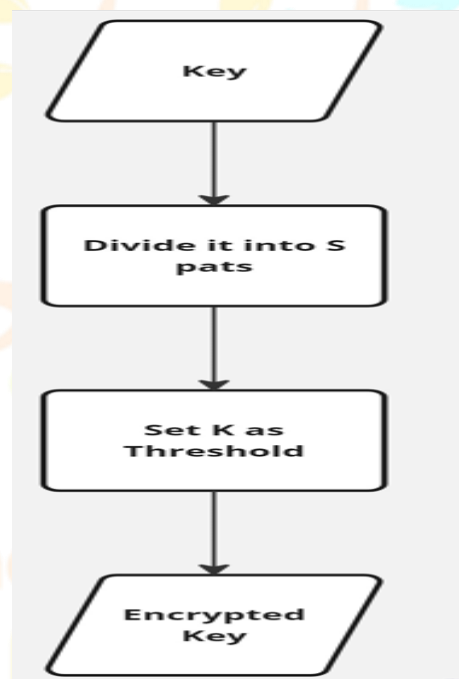 Key
Divide it into S
pats
Set K as
Threshold
Encrypted
Key